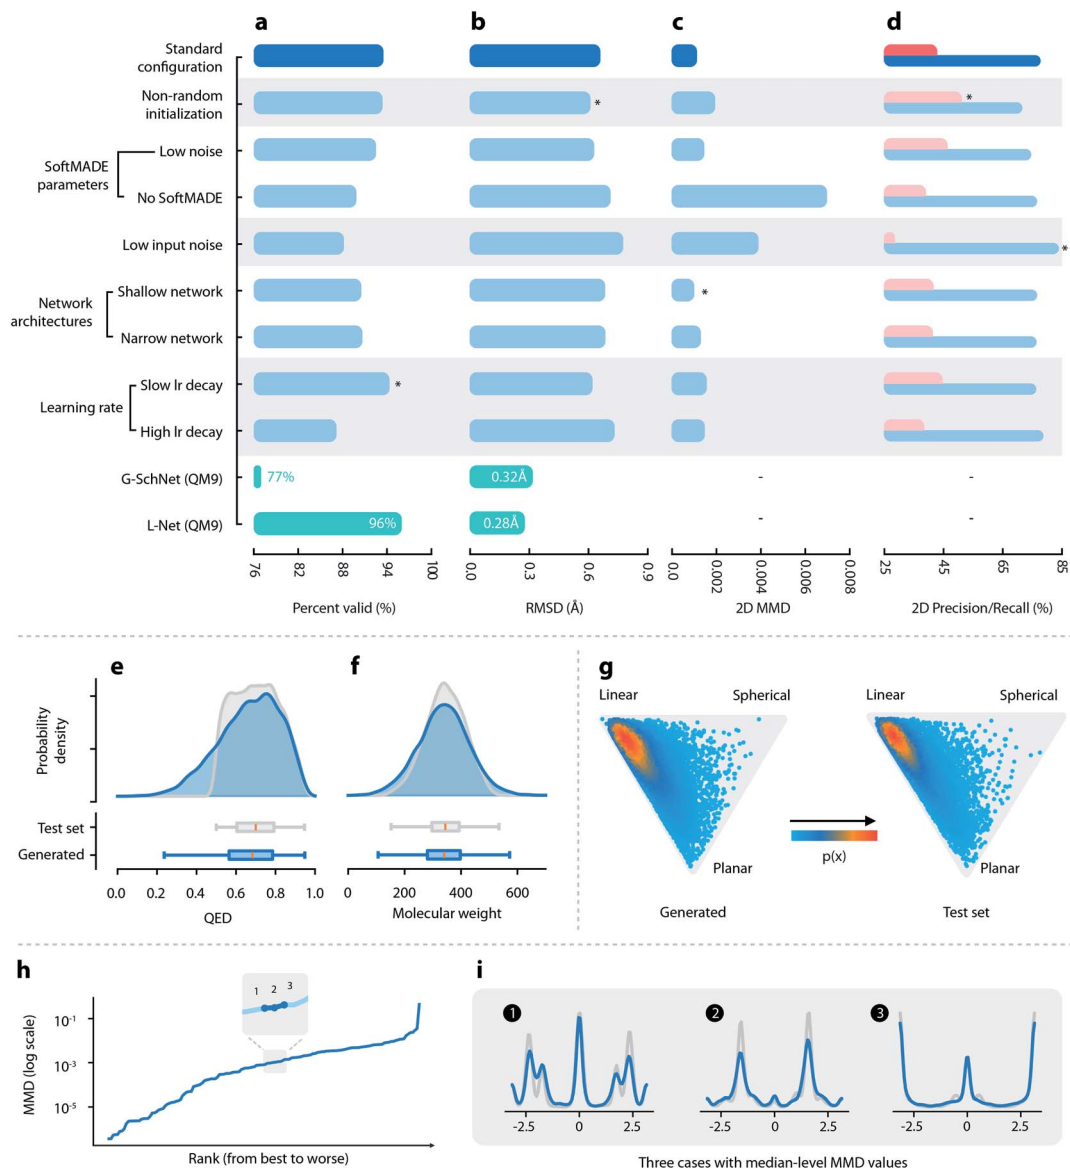 a
b
c
d
Standard
configuration
Non-random
initialization
*
*
SoftMADE
parameters
Low noise
No SoftMADE
Low input noise
*
Network
architectures
Shallow network
*
Narrow network
Learning rate
Slow lr decay
*
High lr decay
G-SchNet (QM9)
77%
0.32Å
-
-
L-Net (QM9)
96%
0.28Å
-
-
76
82
88
94
100
0.0
0.3
0.6
0.9
0.0
0.002
0.004
0.006
0.008
25
45
65
85
Percent valid (%)
RMSD (Å)
2D MMD
2D Precision/Recall (%)
e
f
Probability
density
Test set
Generated
0.0
0.2
0.4
0.6
0.8
1.0
0
200
400
600
QED
Molecular weight
g
Linear
Spherical
Linear
Spherical
p(x)
Planar
Planar
Generated
Test set
h
1
2
3
MMD (log scale)
10-1
10-3
10-5
Rank (from best to worse)
i
1
2
3
-2.5
0
2.5
-2.5
0
2.5
-2.5
0
2.5
Three cases with median-level MMD values